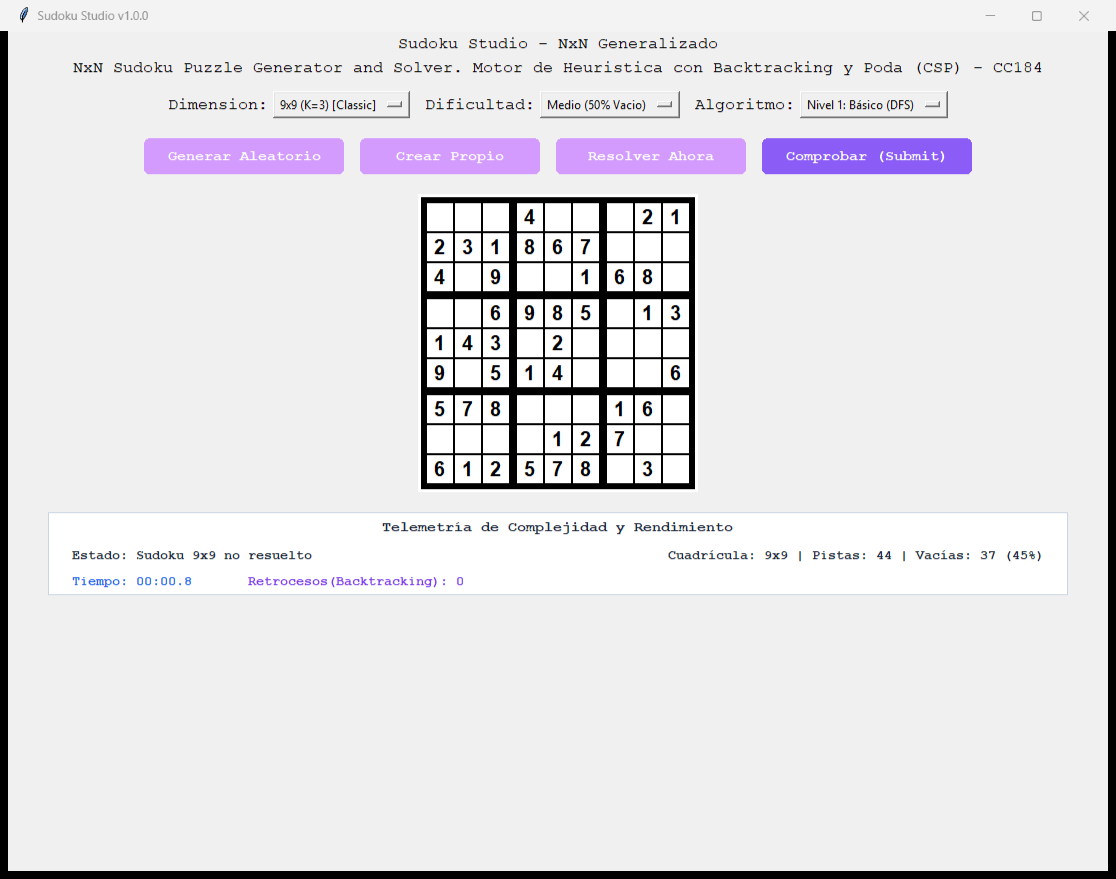 Sudoku Studio v1.0.0
Sudoku Studio - NxN Generalizado
NxN Sudoku Puzzle Generator and Solver. Motor de Heuristica con Backtracking y Poda (CSP) - CC184
Dimension: 9x9 (K=3) [Classic] Dificultad: Medio (50% Vacio) Algoritmo: Nivel 1: Básico (DFS)
Generar Aleatorio Crear Propio Resolver Ahora Comprobar (Submit)
4 2 1
2 3 1 8 6 7
4 9 1 6 8
6 9 8 5 1 3
1 4 3 2
9 5 1 4 6
5 7 8 1 6
1 2 7
6 1 2 5 7 8 3
Telemetría de Complejidad y Rendimiento
Estado: Sudoku 9x9 no resuelto Cuadrícula: 9x9 | Pistas: 44 | Vacías: 37 (45%)
Tiempo: 00:00.8 Retrocesos(Backtracking): 0